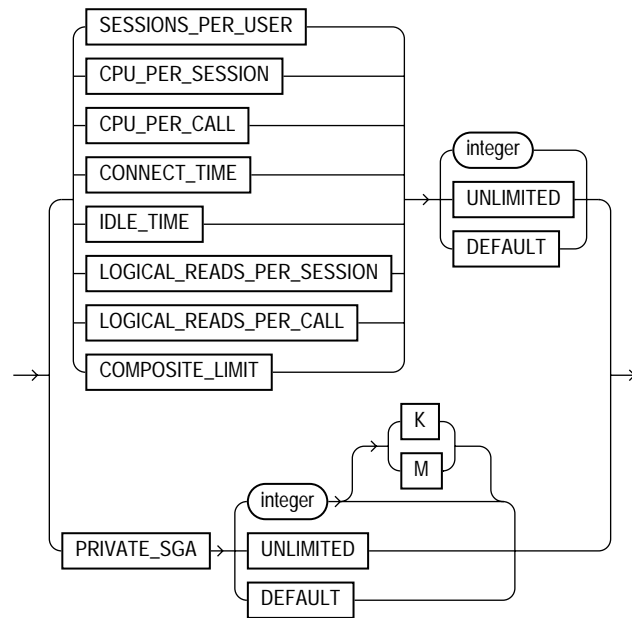 SESSIONS_PER_USER
CPU_PER_SESSION
CPU_PER_CALL
CONNECT_TIME
IDLE_TIME
LOGICAL_READS_PER_SESSION
LOGICAL_READS_PER_CALL
COMPOSITE_LIMIT
integer
UNLIMITED
DEFAULT
PRIVATE_SGA
integer
K
M
UNLIMITED
DEFAULT